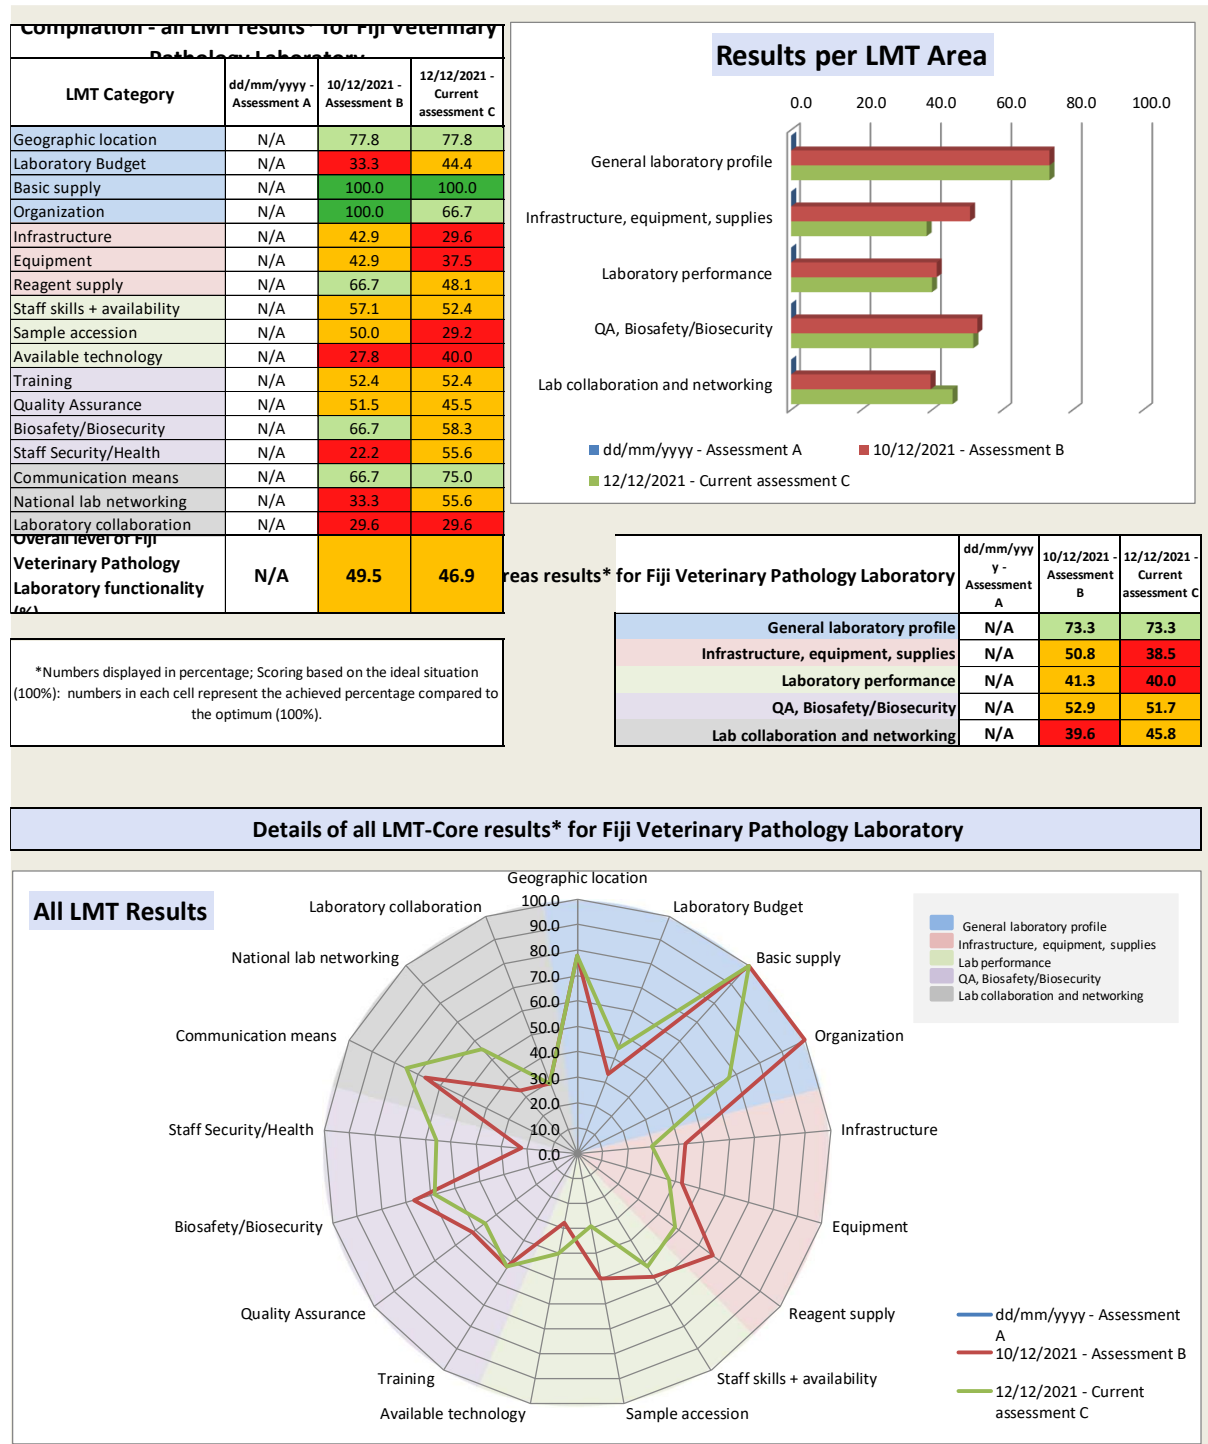 Compilation - all LMT results* for Fiji Veterinary
Pathology Laboratory
LMT Category
dd/mm/yyyy -
Assessment A
10/12/2021 -
Assessment B
12/12/2021 -
Current
assessment C
Geographic location N/A 77.8 77.8
Laboratory Budget N/A 33.3 44.4
Basic supply N/A 100.0 100.0
Organization N/A 100.0 66.7
Infrastructure N/A 42.9 29.6
Equipment N/A 42.9 37.5
Reagent supply N/A 66.7 48.1
Staff skills + availability N/A 57.1 52.4
Sample accession N/A 50.0 29.2
Available technology N/A 27.8 40.0
Training N/A 52.4 52.4
Quality Assurance N/A 51.5 45.5
Biosafety/Biosecurity N/A 66.7 58.3
Staff Security/Health N/A 22.2 55.6
Communication means N/A 66.7 75.0
National lab networking N/A 33.3 55.6
Laboratory collaboration N/A 29.6 29.6
Overall level of Fiji
Veterinary Pathology
Laboratory functionality
(%)
N/A 49.5 46.9
*Numbers displayed in percentage; Scoring based on the ideal situation
(100%): numbers in each cell represent the achieved percentage compared to
the optimum (100%).
Results per LMT Area
0.0 20.0 40.0 60.0 80.0 100.0
General laboratory profile
Infrastructure, equipment, supplies
Laboratory performance
QA, Biosafety/Biosecurity
Lab collaboration and networking
dd/mm/yyyy - Assessment A
10/12/2021 - Assessment B
12/12/2021 - Current assessment C
reas results* for Fiji Veterinary Pathology Laboratory
dd/mm/yyy
y -
Assessment
A
10/12/2021 -
Assessment
B
12/12/2021 -
Current
assessment C
General laboratory profile N/A 73.3 73.3
Infrastructure, equipment, supplies N/A 50.8 38.5
Laboratory performance N/A 41.3 40.0
QA, Biosafety/Biosecurity N/A 52.9 51.7
Lab collaboration and networking N/A 39.6 45.8
Details of all LMT-Core results* for Fiji Veterinary Pathology Laboratory
All LMT Results
Geographic location
Laboratory Budget
Basic supply
Organization
Infrastructure
Equipment
Reagent supply
Staff skills + availability
Sample accession
Available technology
Training
Quality Assurance
Biosafety/Biosecurity
Staff Security/Health
Communication means
National lab networking
Laboratory collaboration
100.0
90.0
80.0
70.0
60.0
50.0
40.0
30.0
20.0
10.0
0.0
General laboratory profile
Infrastructure, equipment, supplies
Lab performance
QA, Biosafety/Biosecurity
Lab collaboration and networking
dd/mm/yyyy - Assessment
A
10/12/2021 - Assessment B
12/12/2021 - Current
assessment C